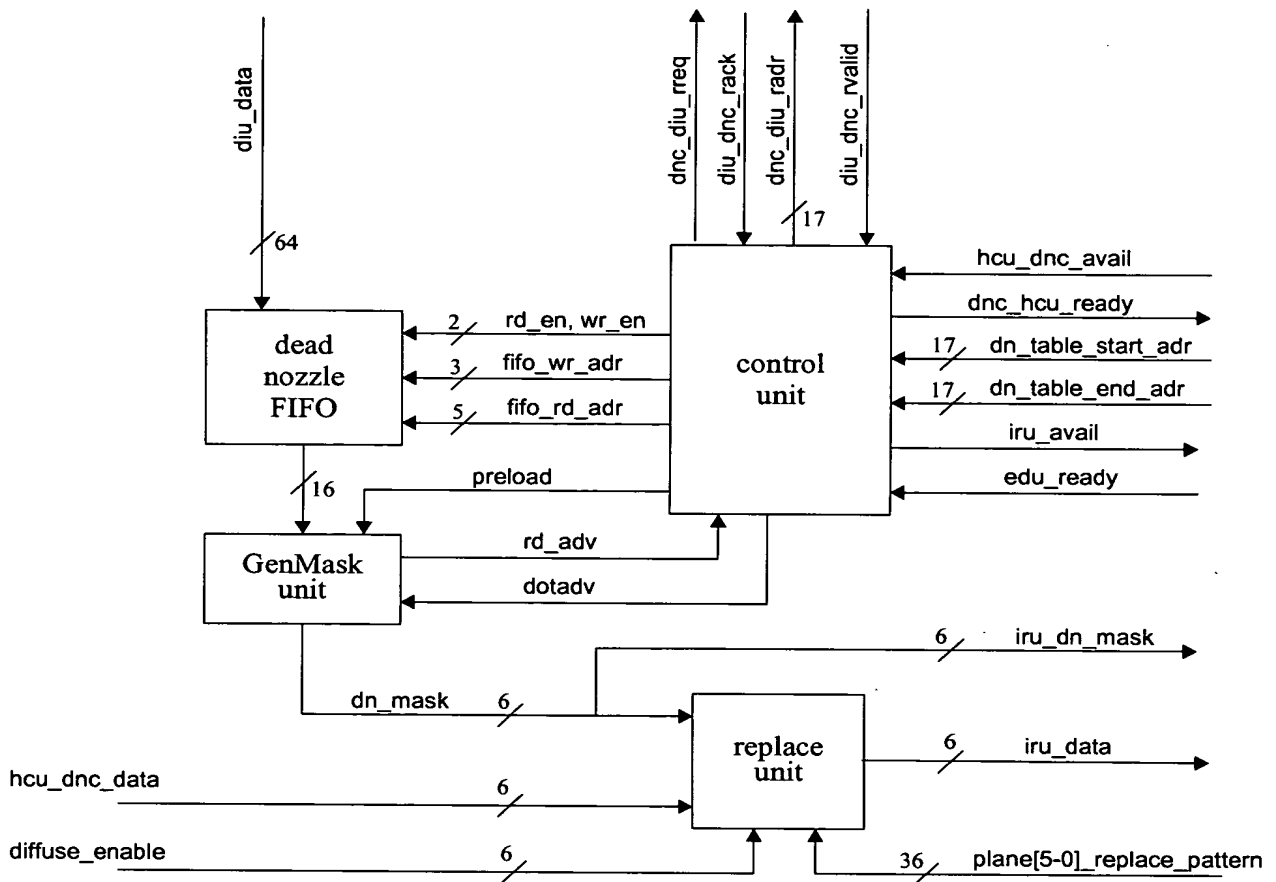 diu_data
dnc_diu_rreq
diu_dnc_rack
dnc_diu_radr
diu_dnc_rvalid
17
64
hcu_dnc_avail
dnc_hcu_ready
17
dn_table_start_adr
17
dn_table_end_adr
iru_avail
edu_ready
dead
nozzle
FIFO
2
rd_en, wr_en
3
fifo_wr_adr
5
fifo_rd_adr
control
unit
16
preload
GenMask
unit
rd_adv
dotadv
6
iru_dn_mask
dn_mask
6
replace
unit
6
iru_data
hcu_dnc_data
6
diffuse_enable
6
36
plane[5-0]_replace_pattern